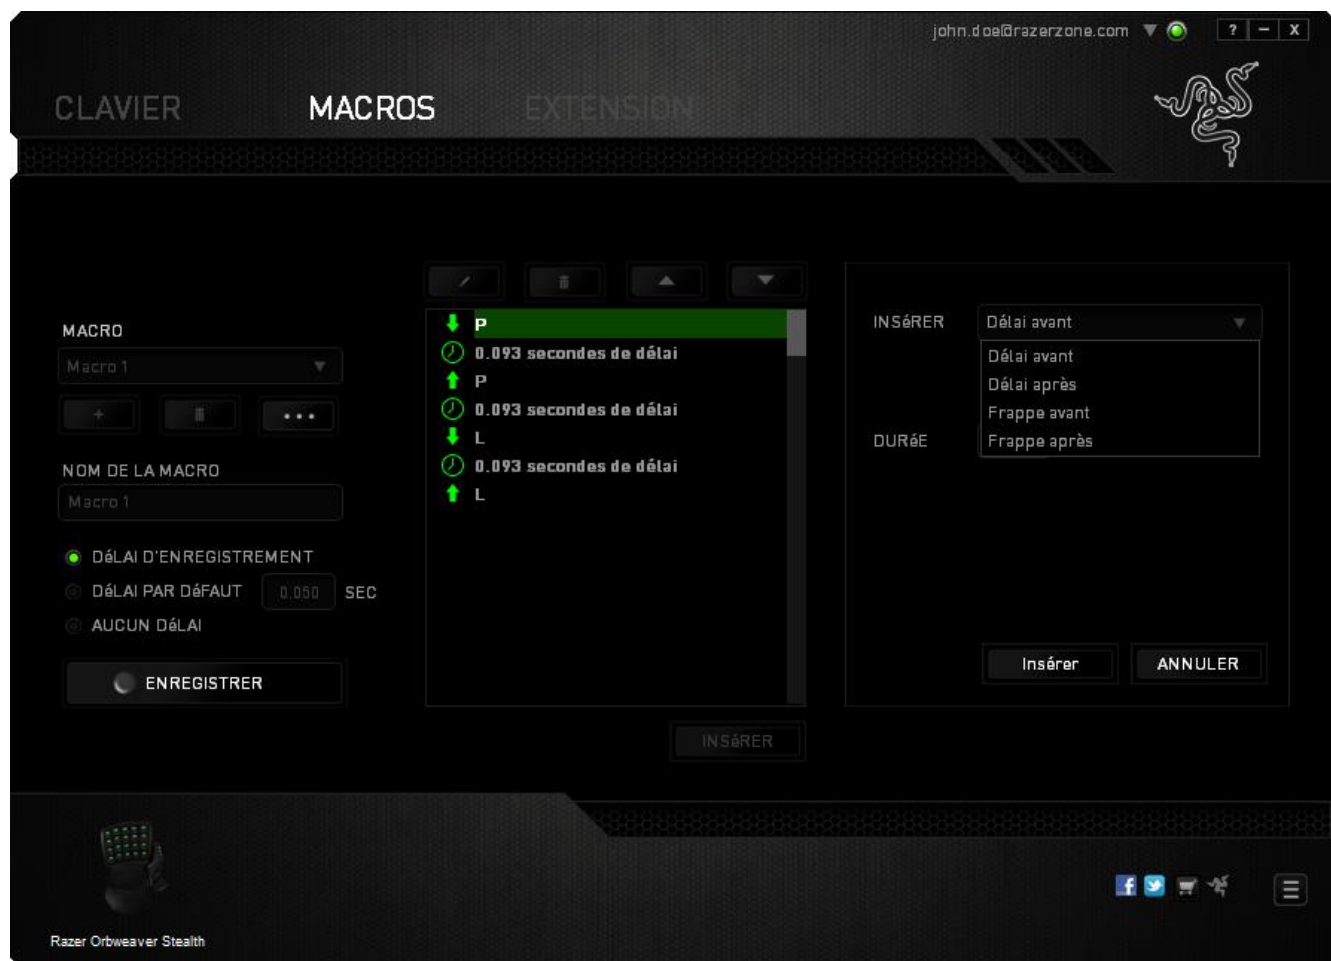 john.doe@razerzone.com
? – X
CLAVIER MACROS EXTENSION
MACRO
Macro 1
+ ...
NOM DE LA MACRO
Macro 1
DéLAI D'ENREGISTREMENT
DéLAI PAR DéFAUT 0.050 SEC
AUCUN DéLAI
ENREGISTRER
P
0.093 secondes de délai
P
0.093 secondes de délai
L
0.093 secondes de délai
L
INSéRER
INSéRER Délai avant
Délai avant
Délai après
Frappe avant
Frappe après
DURéE
Insérer ANNULER
Razer Orbweaver Stealth